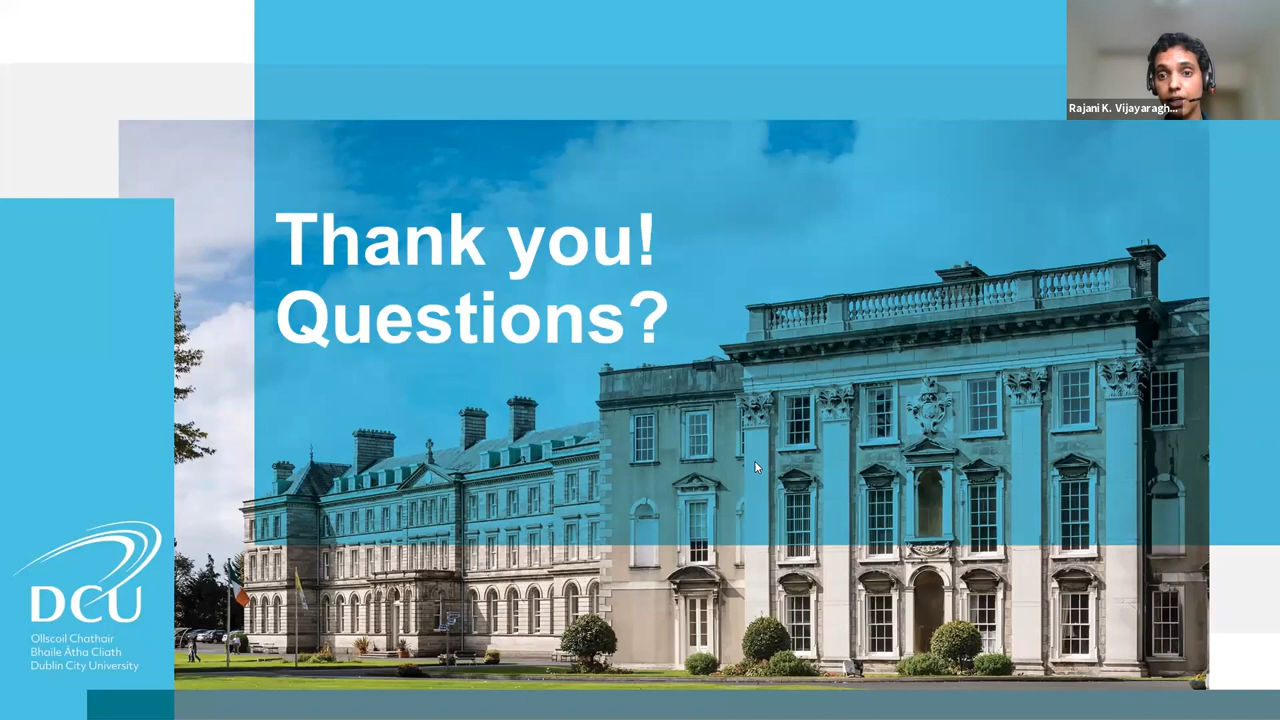 Rajani K. Vijayaragh...
Thank you!
Questions?
DCU
Ollscoil Chathair
Bhaile Átha Cliath
Dublin City University